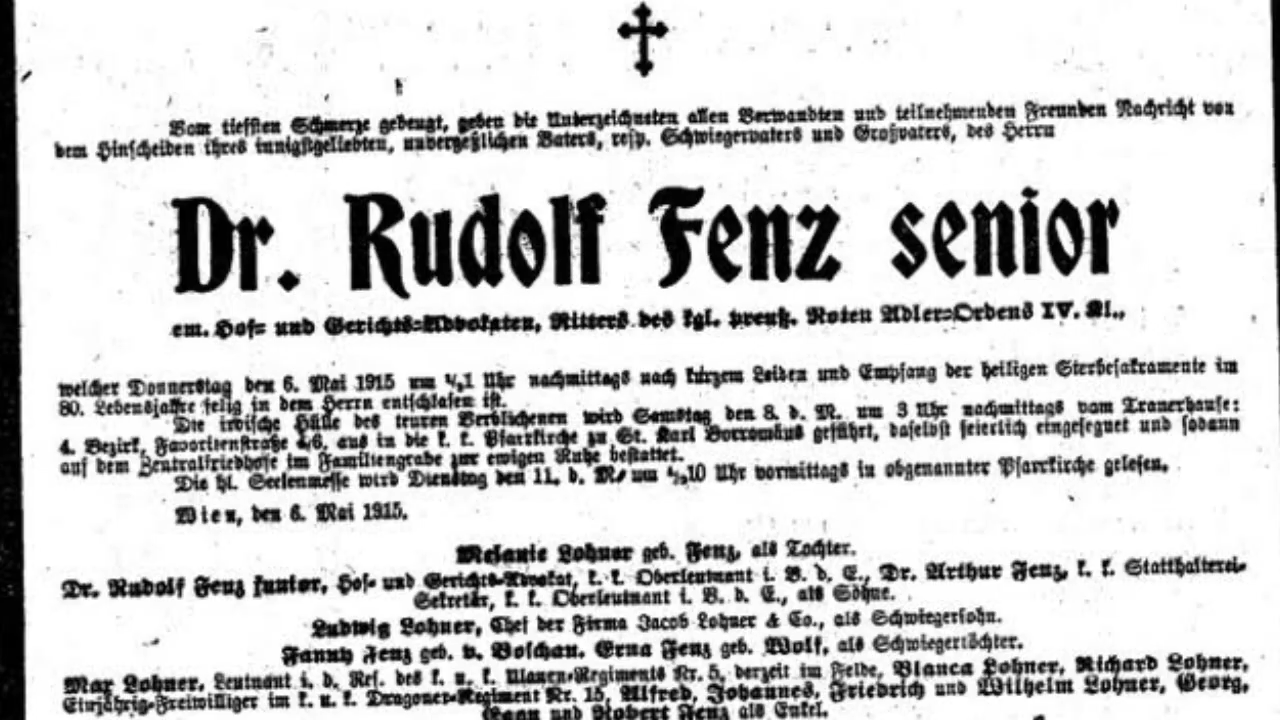 Vom tiefsten Schmerze gebeugt, geben die Unterzeichneten allen Verwandten und teilnehmenden Freunden Nachricht von
dem Hinscheiden ihres innigstgeliebten, unvergeßlichen Vaters, resp. Schwiegervaters und Großvaters, des Herrn
Dr. Rudolf Fenz senior
em. Hof= und Gerichts=Advokaten, Ritters des kgl. preuß. Roten Adler=Ordens IV. Kl.,
welcher Donnerstag den 6. Mai 1915 um 1/41 Uhr nachmittags nach kurzem Leiden und Empfang der heiligen Sterbesakramente im
80. Lebensjahre selig in dem Herrn entschlafen ist.
Die irdische Hülle des teuren Verblichenen wird Samstag den 8. d. M. um 3 Uhr nachmittags vom Trauerhause:
4. Bezirk, Favoritenstraße 46, aus in die k. k. Pfarrkirche zu St. Karl Borromäus geführt, daselbst feierlich eingesegnet und sodann
auf dem Zentralfriedhofe im Familiengrabe zur ewigen Ruhe bestattet.
Die hl. Seelenmesse wird Dienstag den 11. d. M. um 1/210 Uhr vormittags in obgenannter Pfarrkirche gelesen.
Wien, den 6. Mai 1915.
Melanie Lohner geb. Fenz, als Tochter.
Dr. Rudolf Fenz junior, Hof= und Gerichts=Advokat, k. k. Oberleutnant i. V. d. E., Dr. Arthur Fenz, k. k. Statthalterei=
Sekretär, k. k. Oberleutnant i. V. d. E., als Söhne.
Ludwig Lohner, Chef der Firma Jacob Lohner & Co., als Schwiegersohn.
Fanny Fenz geb. v. Boschan, Erna Fenz geb. Wolf, als Schwiegertöchter.
Max Lohner, Leutnant i. d. Res. des k. u. k. Ulanen=Regiments Nr. 5, derzeit im Felde, Blanca Lohner, Richard Lohner,
Einjährig=Freiwilliger im k. u. k. Dragoner=Regiment Nr. 15, Alfred, Johannes, Friedrich und Wilhelm Lohner, Georg,
und Robert Fenz als Enkel.